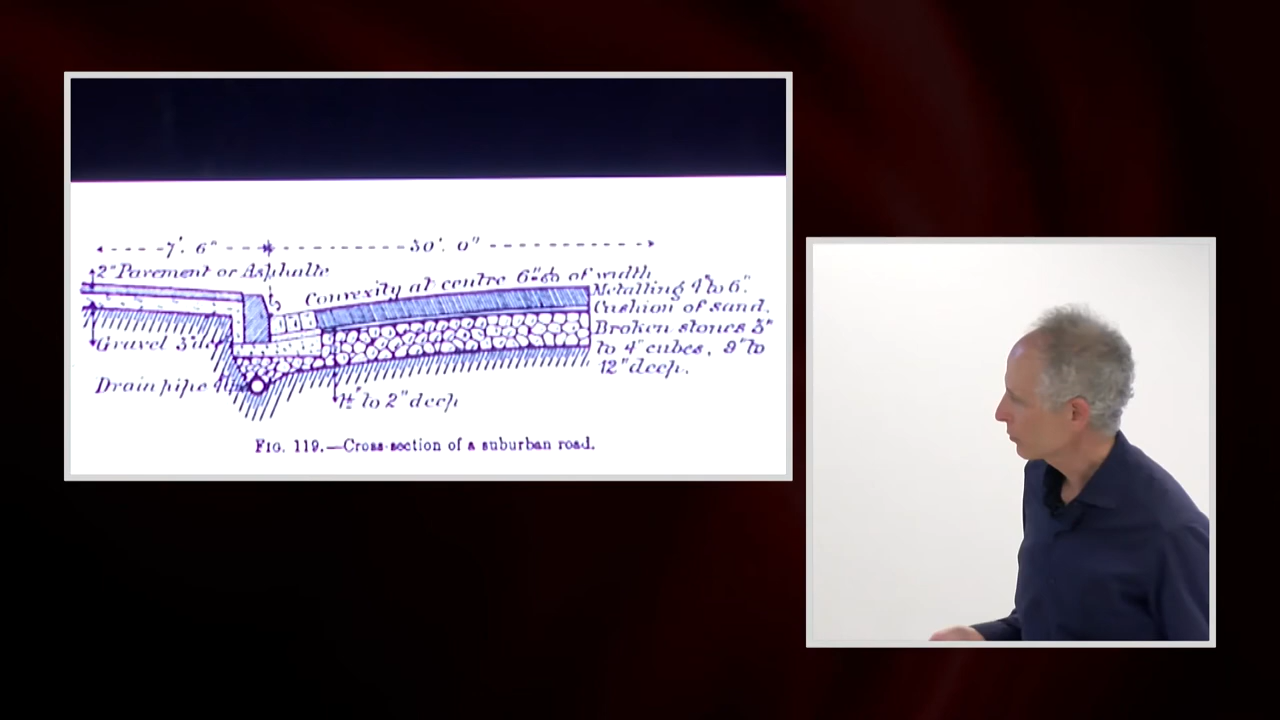 7'. 6" 30'. 0"
2" Pavement or Asphalte
Convexity at centre of width.
Metalling 4" to 6".
Cushion of sand.
Broken stones 3"
to 4" cubes, 9" to
12" deep.
Gravel 3"
Drain pipe
1½" to 2" deep
FIG. 119.—Cross-section of a suburban road.